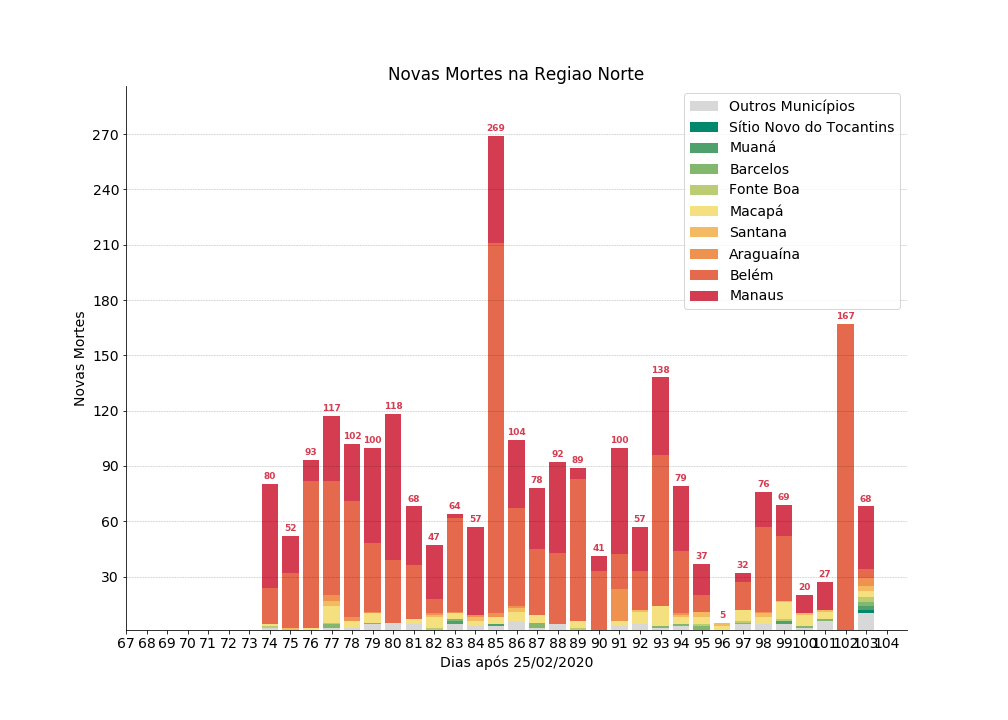 Novas Mortes na Regiao Norte
Outros Municípios
Sítio Novo do Tocantins
Muaná
Barcelos
Fonte Boa
Macapá
Santana
Araguaína
Belém
Manaus
Novas Mortes
270
240
210
180
150
120
90
60
30
80
52
93
117
102
100
118
68
47
64
57
269
104
78
92
89
41
100
57
138
79
37
5
32
76
69
20
27
167
68
67 68 69 70 71 72 73 74 75 76 77 78 79 80 81 82 83 84 85 86 87 88 89 90 91 92 93 94 95 96 97 98 99 100 101 102 103 104
Dias após 25/02/2020